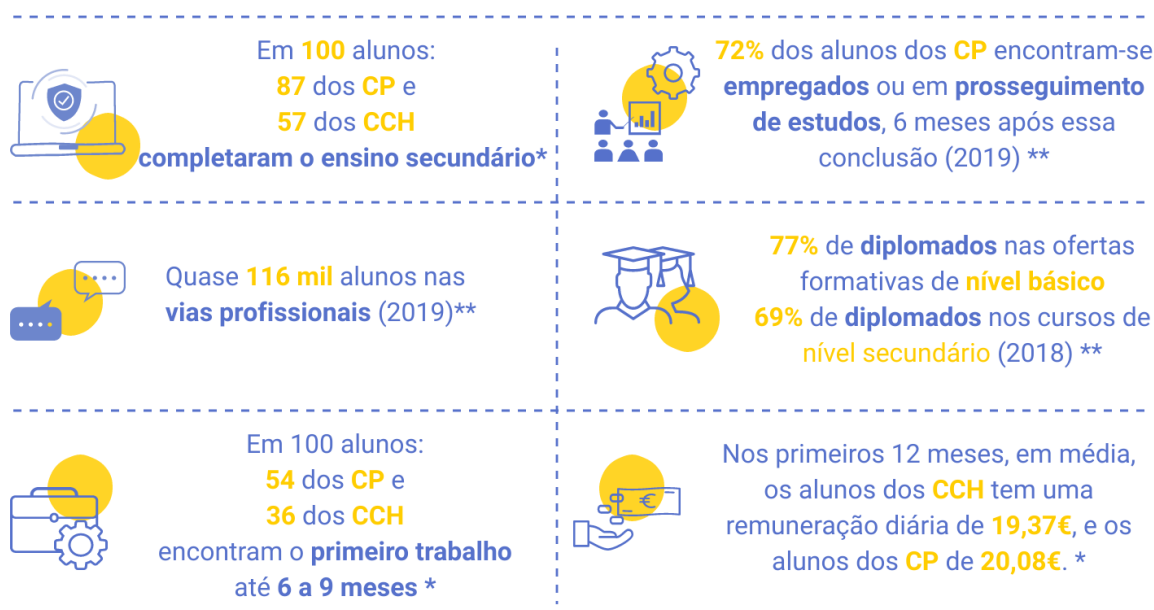 Em 100 alunos:
87 dos CP e
57 dos CCH
completaram o ensino secundário*
72% dos alunos dos CP encontram-se
empregados ou em prosseguimento
de estudos, 6 meses após essa
conclusão (2019) **
Quase 116 mil alunos nas
vias profissionais (2019)**
77% de diplomados nas ofertas
formativas de nível básico
69% de diplomados nos cursos de
nível secundário (2018) **
Em 100 alunos:
54 dos CP e
36 dos CCH
encontram o primeiro trabalho
até 6 a 9 meses *
Nos primeiros 12 meses, em média,
os alunos dos CCH tem uma
remuneração diária de 19,37€, e os
alunos dos CP de 20,08€. *